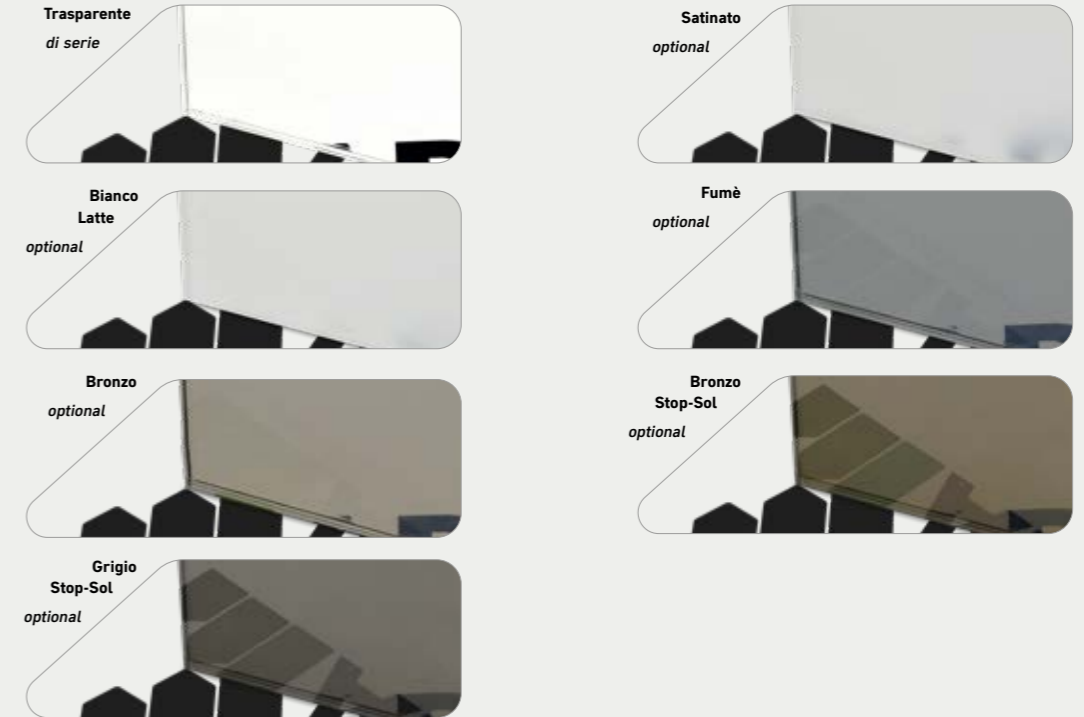 Trasparente
di serie
Satinato
optional
Bianco
Latte
optional
Fumè
optional
Bronzo
optional
Bronzo
Stop-Sol
optional
Grigio
Stop-Sol
optional